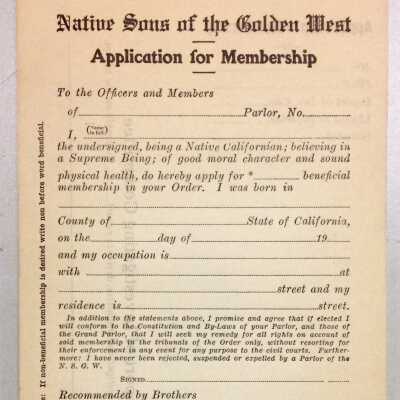 Native Sons of the Golden West
Application for Membership
To the Officers and Members
of Parlor, No.
I, (Name in full)
the undersigned, being a Native Californian; believing in
a Supreme Being; of good moral character and sound
physical health, do hereby apply for * beneficial
membership in your Order. I was born in
County of State of California,
on the day of 19
and my occupation is
with at
street and my
residence is street.
In addition to the statements above, I promise and agree that if elected I
will conform to the Constitution and By-Laws of your Parlor, and those of
the Grand Parlor, that I will seek my remedy for all rights on account of
said membership in the tribunals of the Order only, without resorting for
their enforcement in any event for any purpose to the civil courts. Further-
more: I have never been rejected, suspended or expelled by a Parlor of the
N. S. G. W.
Signed
Recommended by Brothers
: If non-beneficial membership is desired write non before word beneficial.